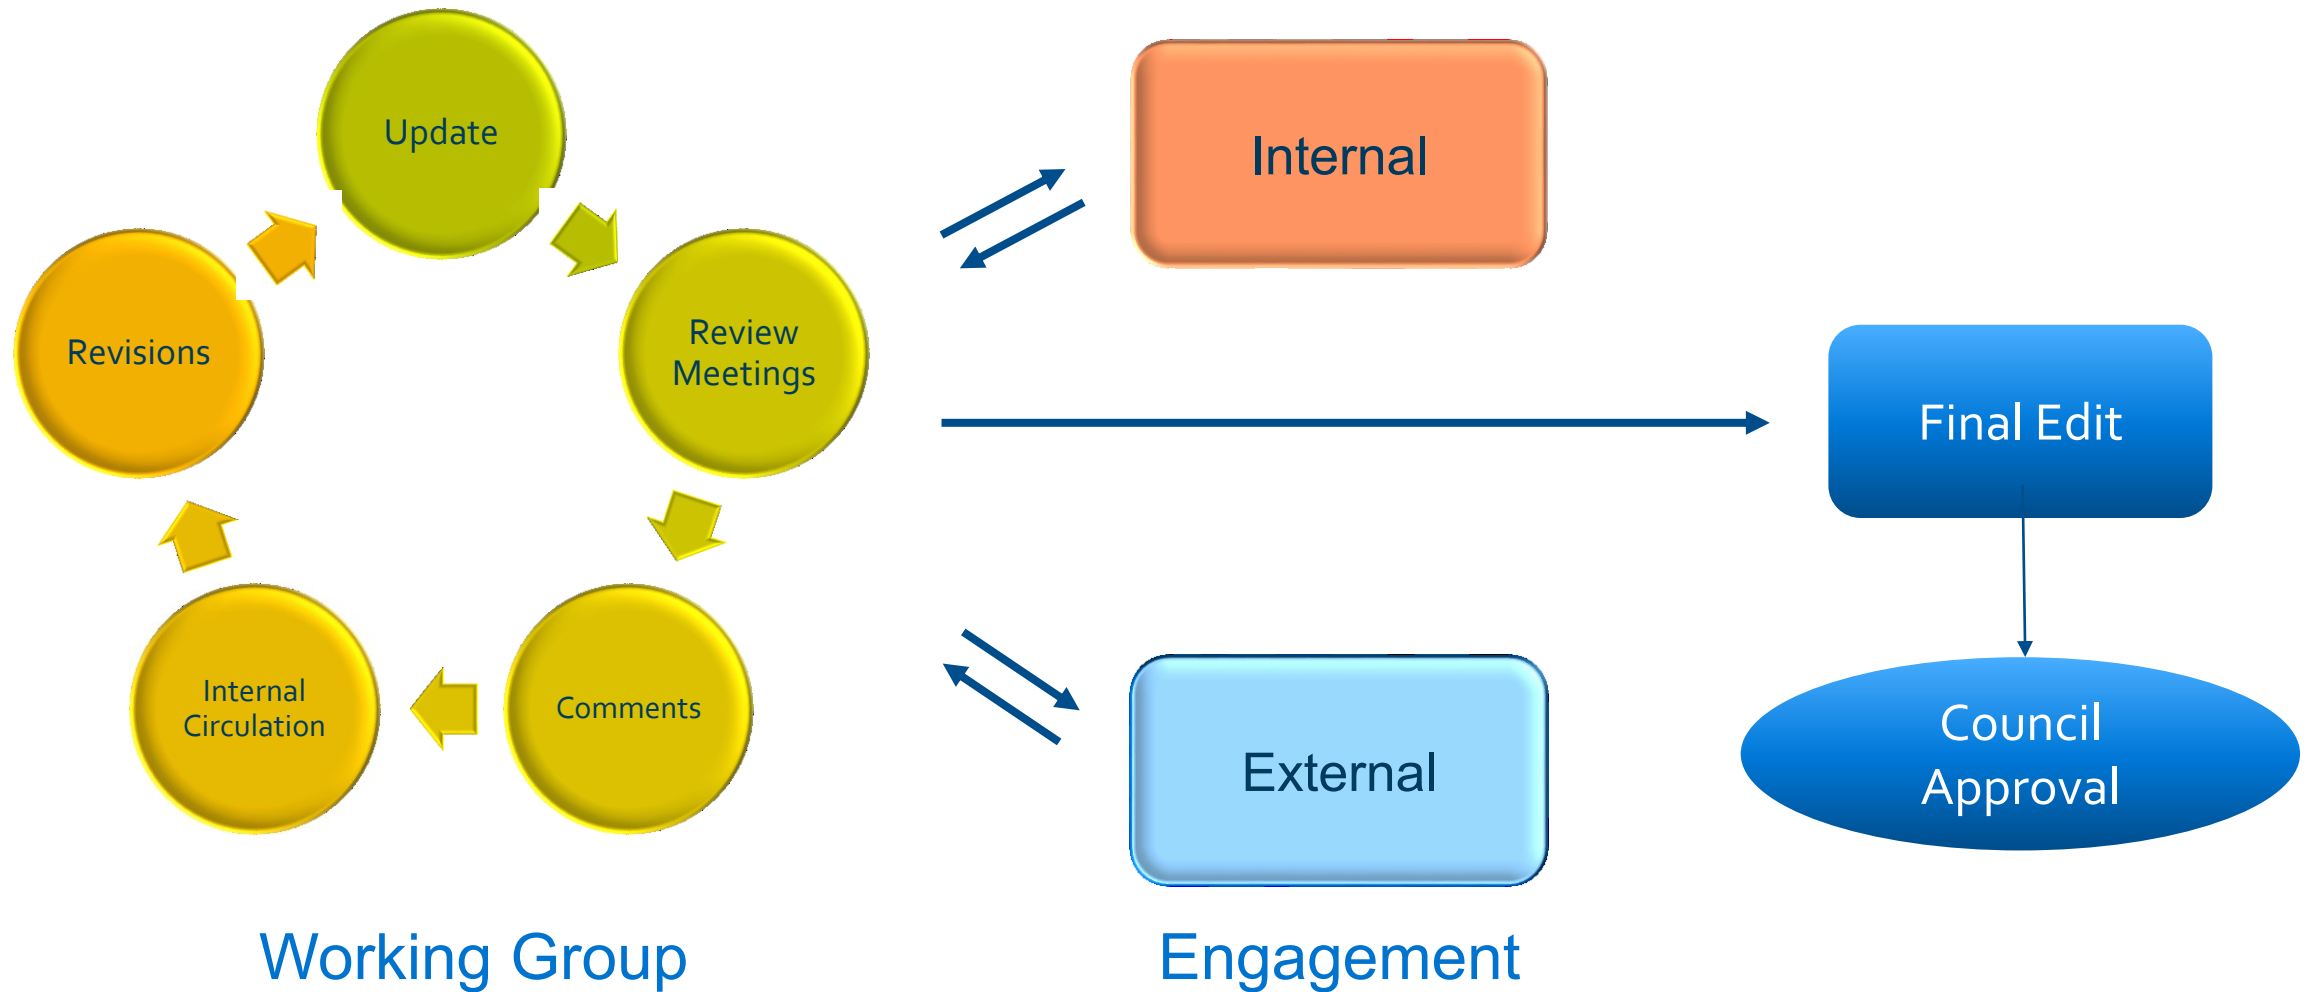 Update
Review
Meetings
Comments
Internal
Circulation
Revisions
Working Group
Internal
External
Engagement
Final Edit
Council
Approval